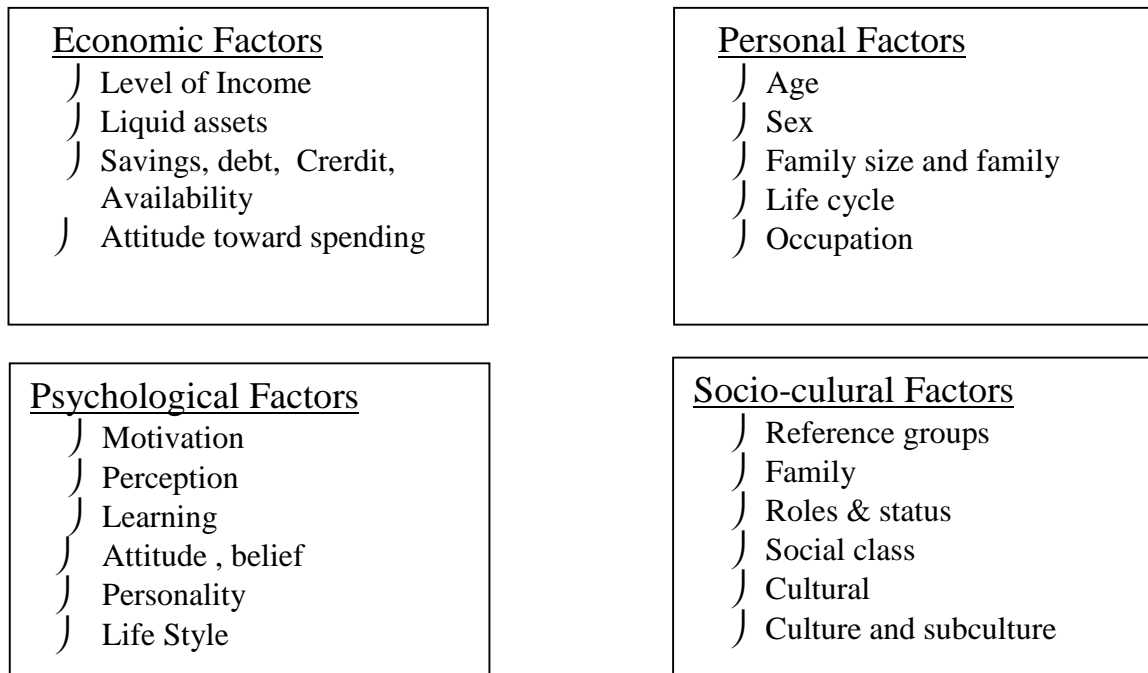 Economic Factors
Level of Income
Liquid assets
Savings, debt, Crerdit,
Availability
Attitude toward spending
Personal Factors
Age
Sex
Family size and family
Life cycle
Occupation
Psychological Factors
Motivation
Perception
Learning
Attitude , belief
Personality
Life Style
Socio-culural Factors
Reference groups
Family
Roles & status
Social class
Cultural
Culture and subculture